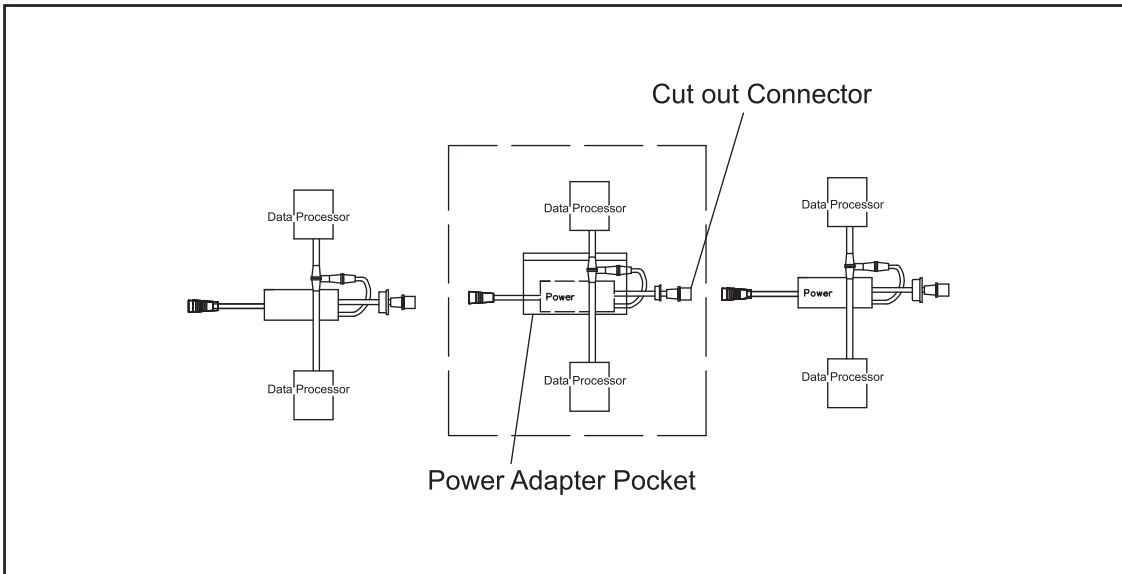 Cut out Connector
Data Processor
Data Processor
Data Processor
Power
Power
Data Processor
Data Processor
Data Processor
Power Adapter Pocket